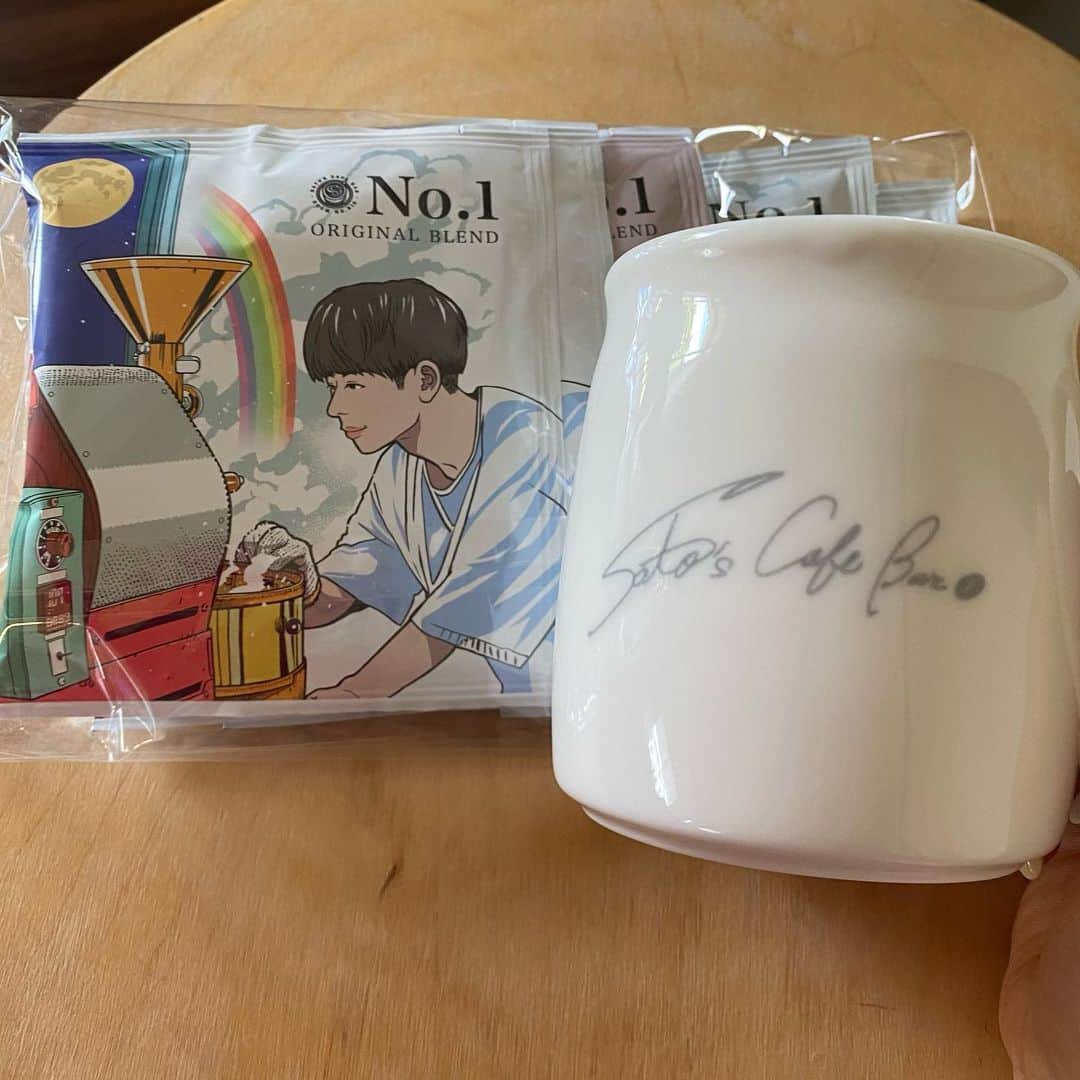 No.1
ORIGINAL BLEND
.1
LEND
No.1
Sato's Cafe Bar